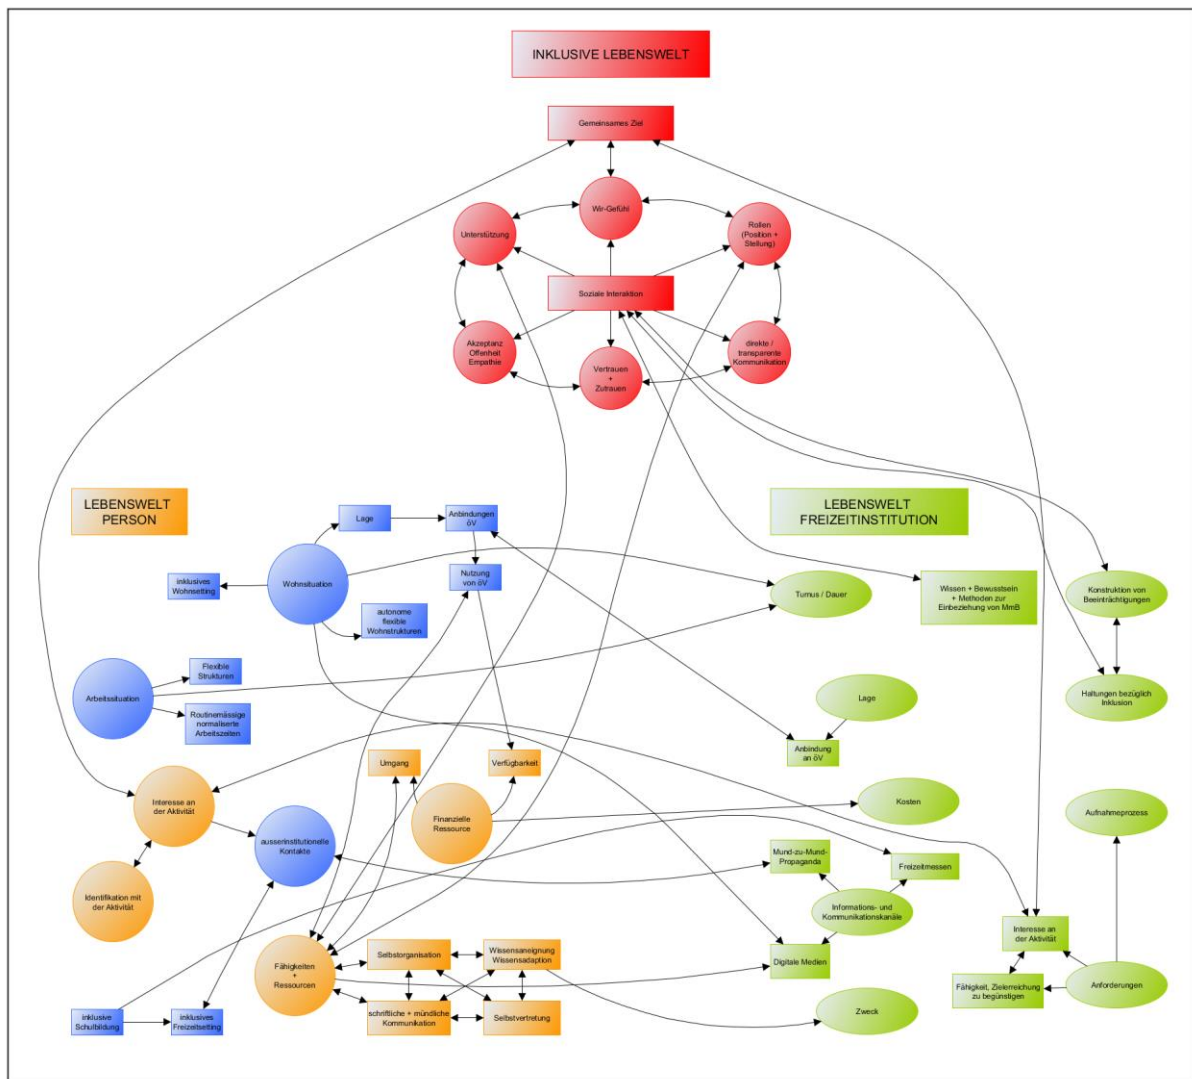 INKLUSIVE LEBENSWELT
Gemeinsames Ziel
Wir-Gefühl
Unterstützung
Rollen
(Position +
Stellung)
Soziale Interaktion
Akzeptanz
Offenheit
Empathie
Vertrauen
+
Zutrauen
direkte /
transparente
Kommunikation
LEBENSWELT
PERSON
LEBENSWELT
FREIZEITINSTITUTION
Lage
Anbindungen
öV
Wohnsituation
inklusives
Wohnsetting
Nutzung
von öV
autonome
flexible
Wohnstrukturen
Turnus / Dauer
Wissen + Bewusstsein
+ Methoden zur
Einbeziehung von MmB
Konstruktion von
Beeinträchtigungen
Arbeitssituation
Flexible
Strukturen
Routinemässige
normaliserte
Arbeitszeiten
Lage
Haltungen bezüglich
Inklusion
Anbindung
an öV
Umgang
Verfügbarkeit
Interesse an
der Aktivität
Finanzielle
Ressource
Kosten
Aufnahmeprozess
ausserinstitutionelle
Kontakte
Mund-zu-Mund-
Propaganda
Freizeitmessen
Identifikation mit
der Aktivität
Informations- und
Kommunikationskanäle
Interesse
an der Aktivität
Fähigkeiten
+
Ressourcen
Selbstorganisation
Wissensaneignung
Wissensadaption
Digitale Medien
Fähigkeit, Zielerreichung
zu begünstigen
Anforderungen
inklusive
Schulbildung
inklusives
Freizeitsetting
schriftliche + mündliche
Kommunikation
Selbstvertretung
Zweck